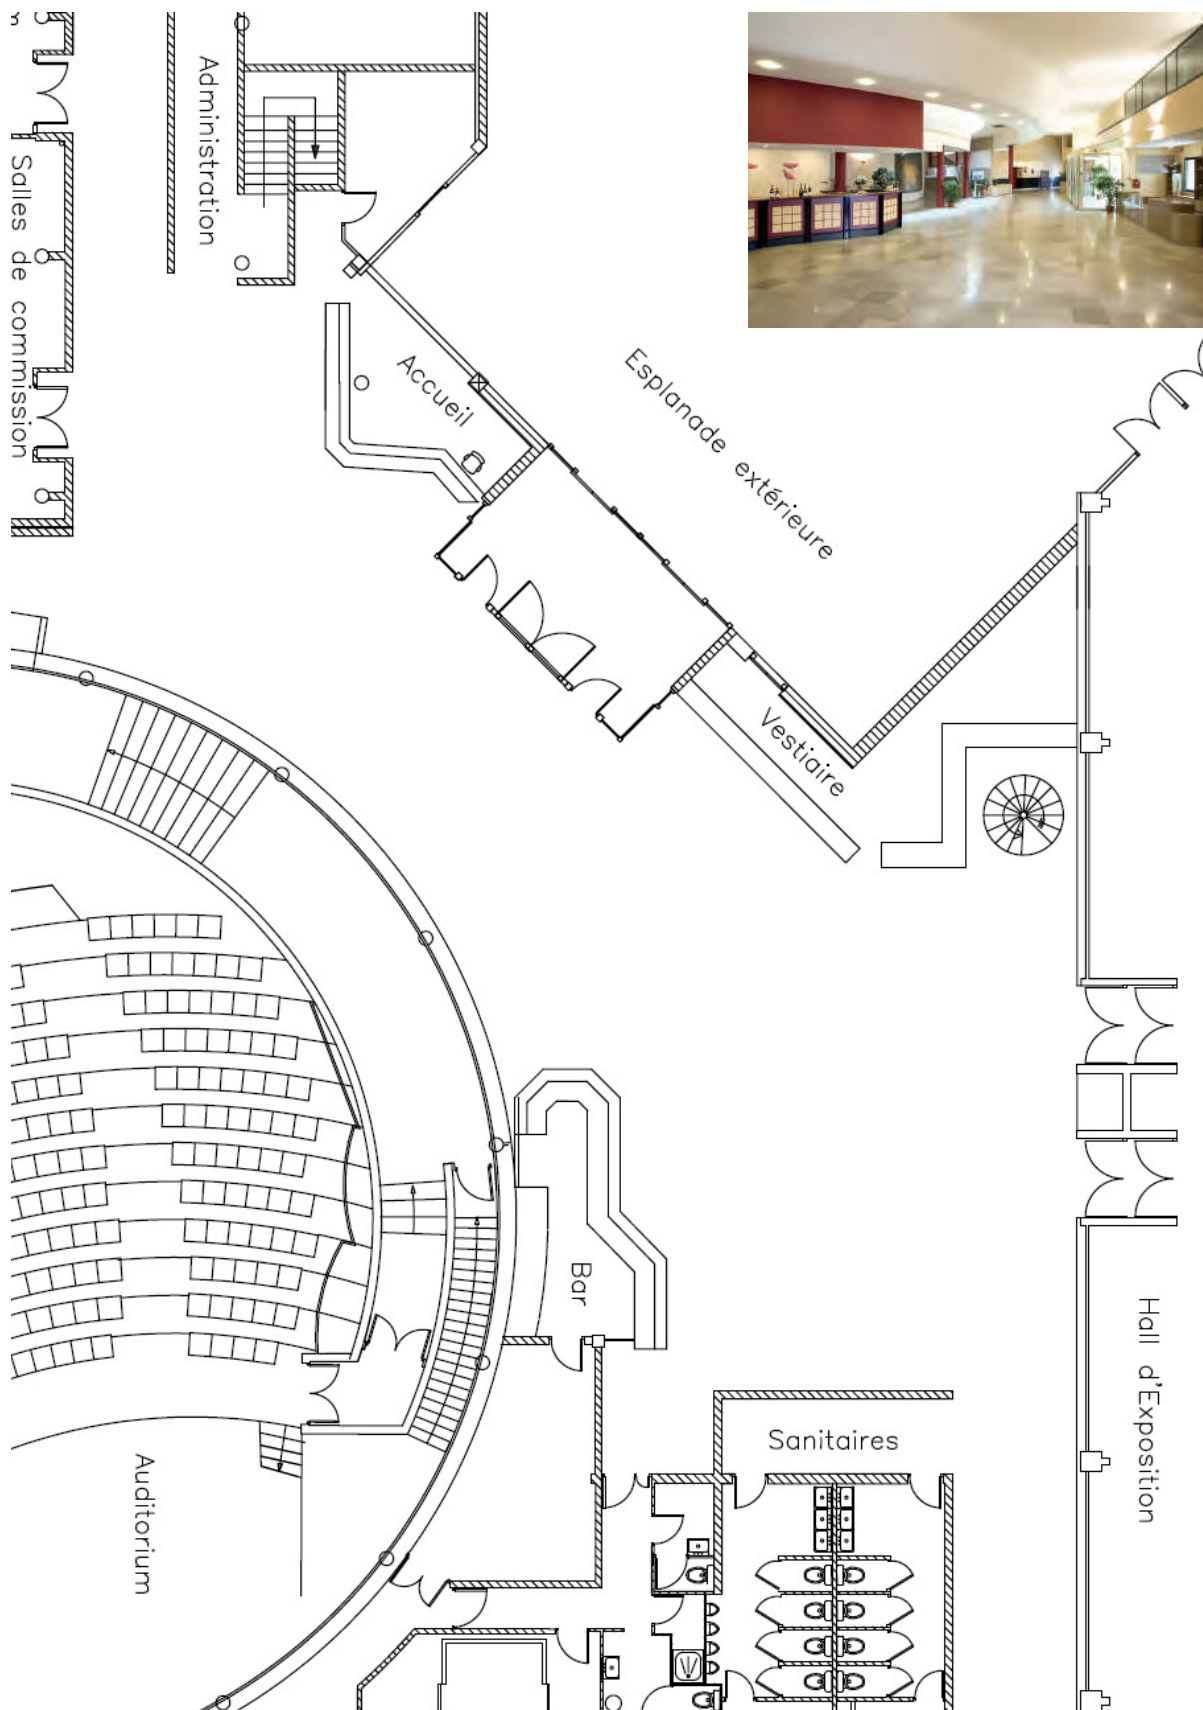 Administration
Salles de commission
Accueil
Esplanade extérieure
Vestiaire
Bar
Hall d'Exposition
Sanitaires
Auditorium